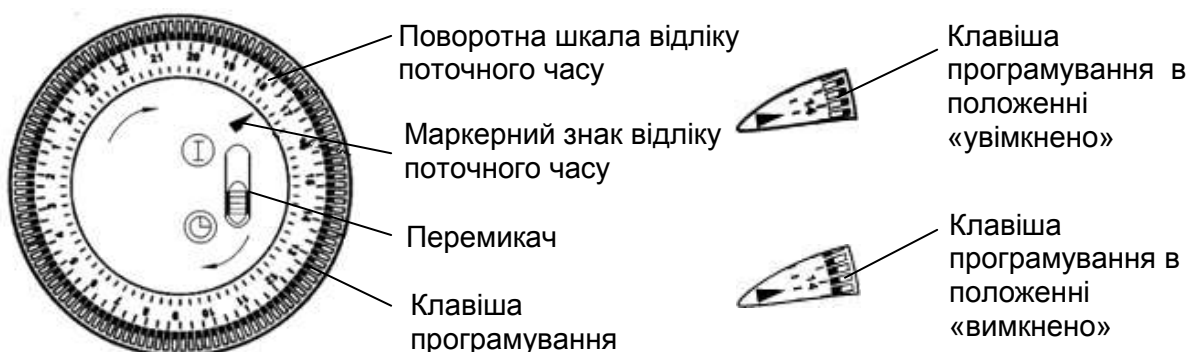 Поворотна шкала відліку
поточного часу
Маркерний знак відліку
поточного часу
Перемикач
Клавіша
програмування
Клавіша
програмування в
положенні
«увімкнено»
Клавіша
програмування в
положенні
«вимкнено»